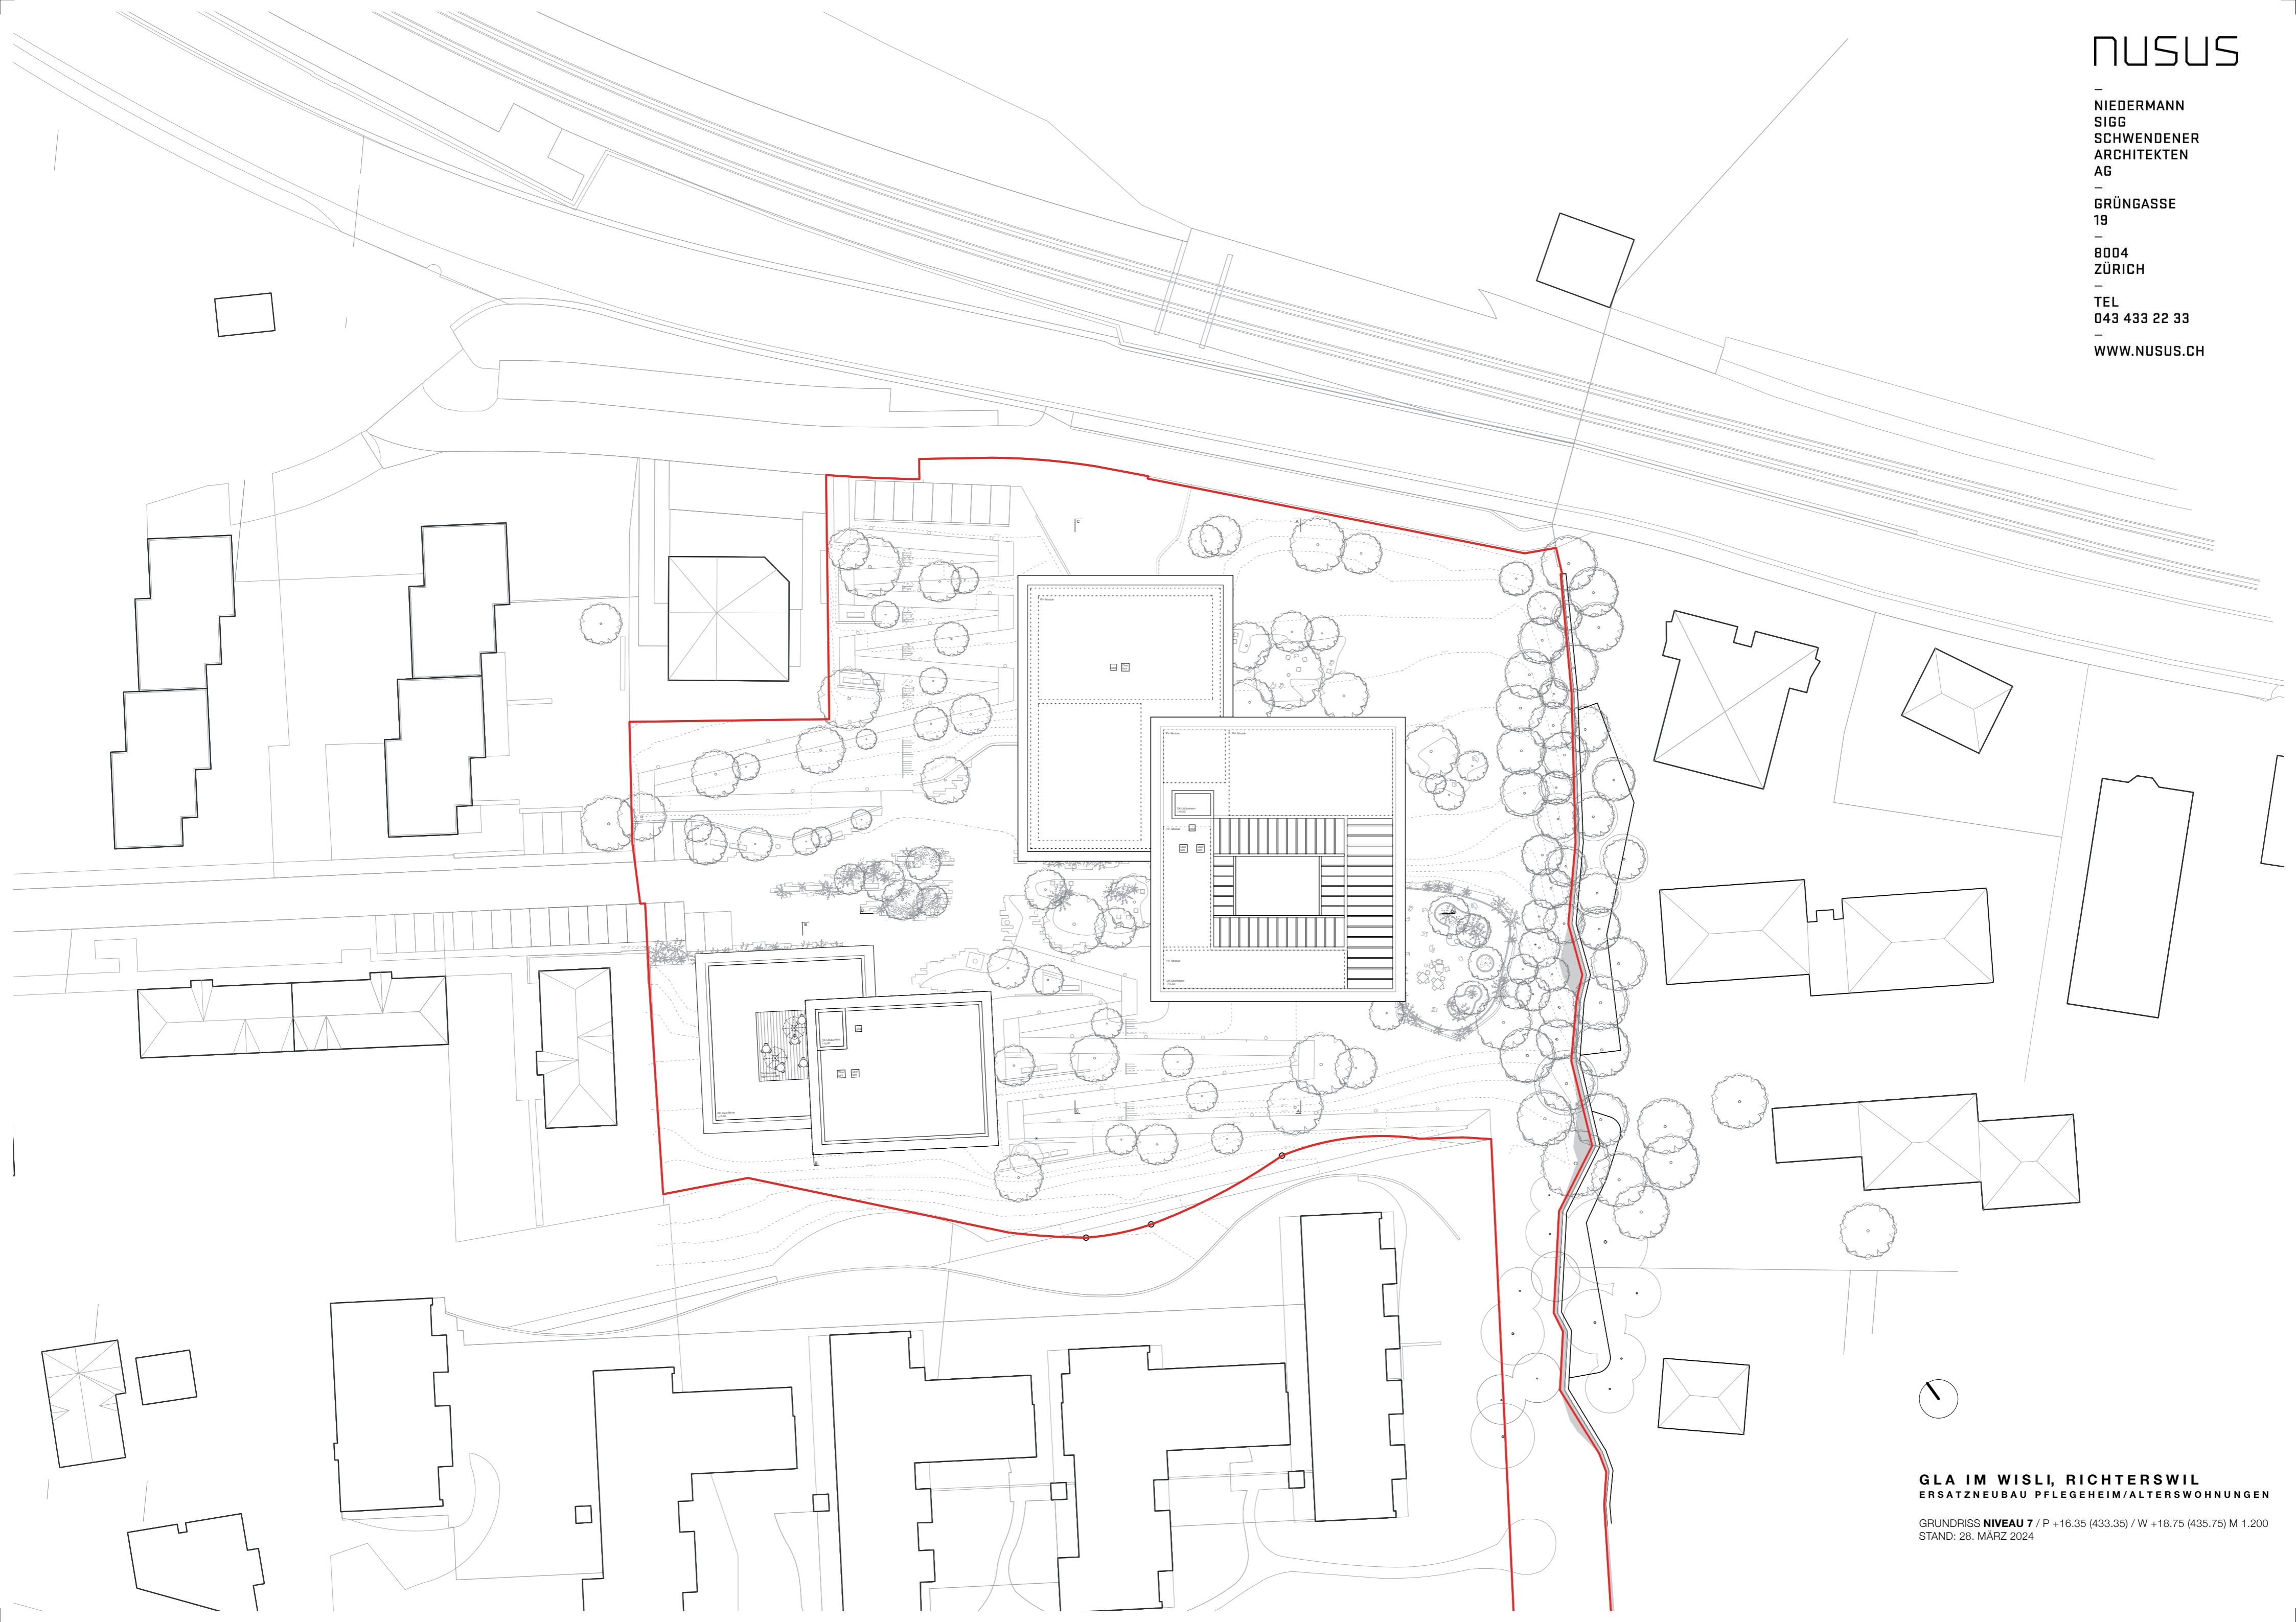 nusus
–
NIEDERMANN
SIGG
SCHWENDENER
ARCHITEKTEN
AG
–
GRÜNGASSE
19
–
8004
ZÜRICH
–
TEL
043 433 22 33
–
WWW.NUSUS.CH
GLA IM WISLI, RICHTERSWIL
ERSATZNEUBAU PFLEGEHEIM/ALTERSWOHNUNGEN
GRUNDRISS NIVEAU 7 / P +16.35 (433.35) / W +18.75 (435.75) M 1.200
STAND: 28. MÄRZ 2024